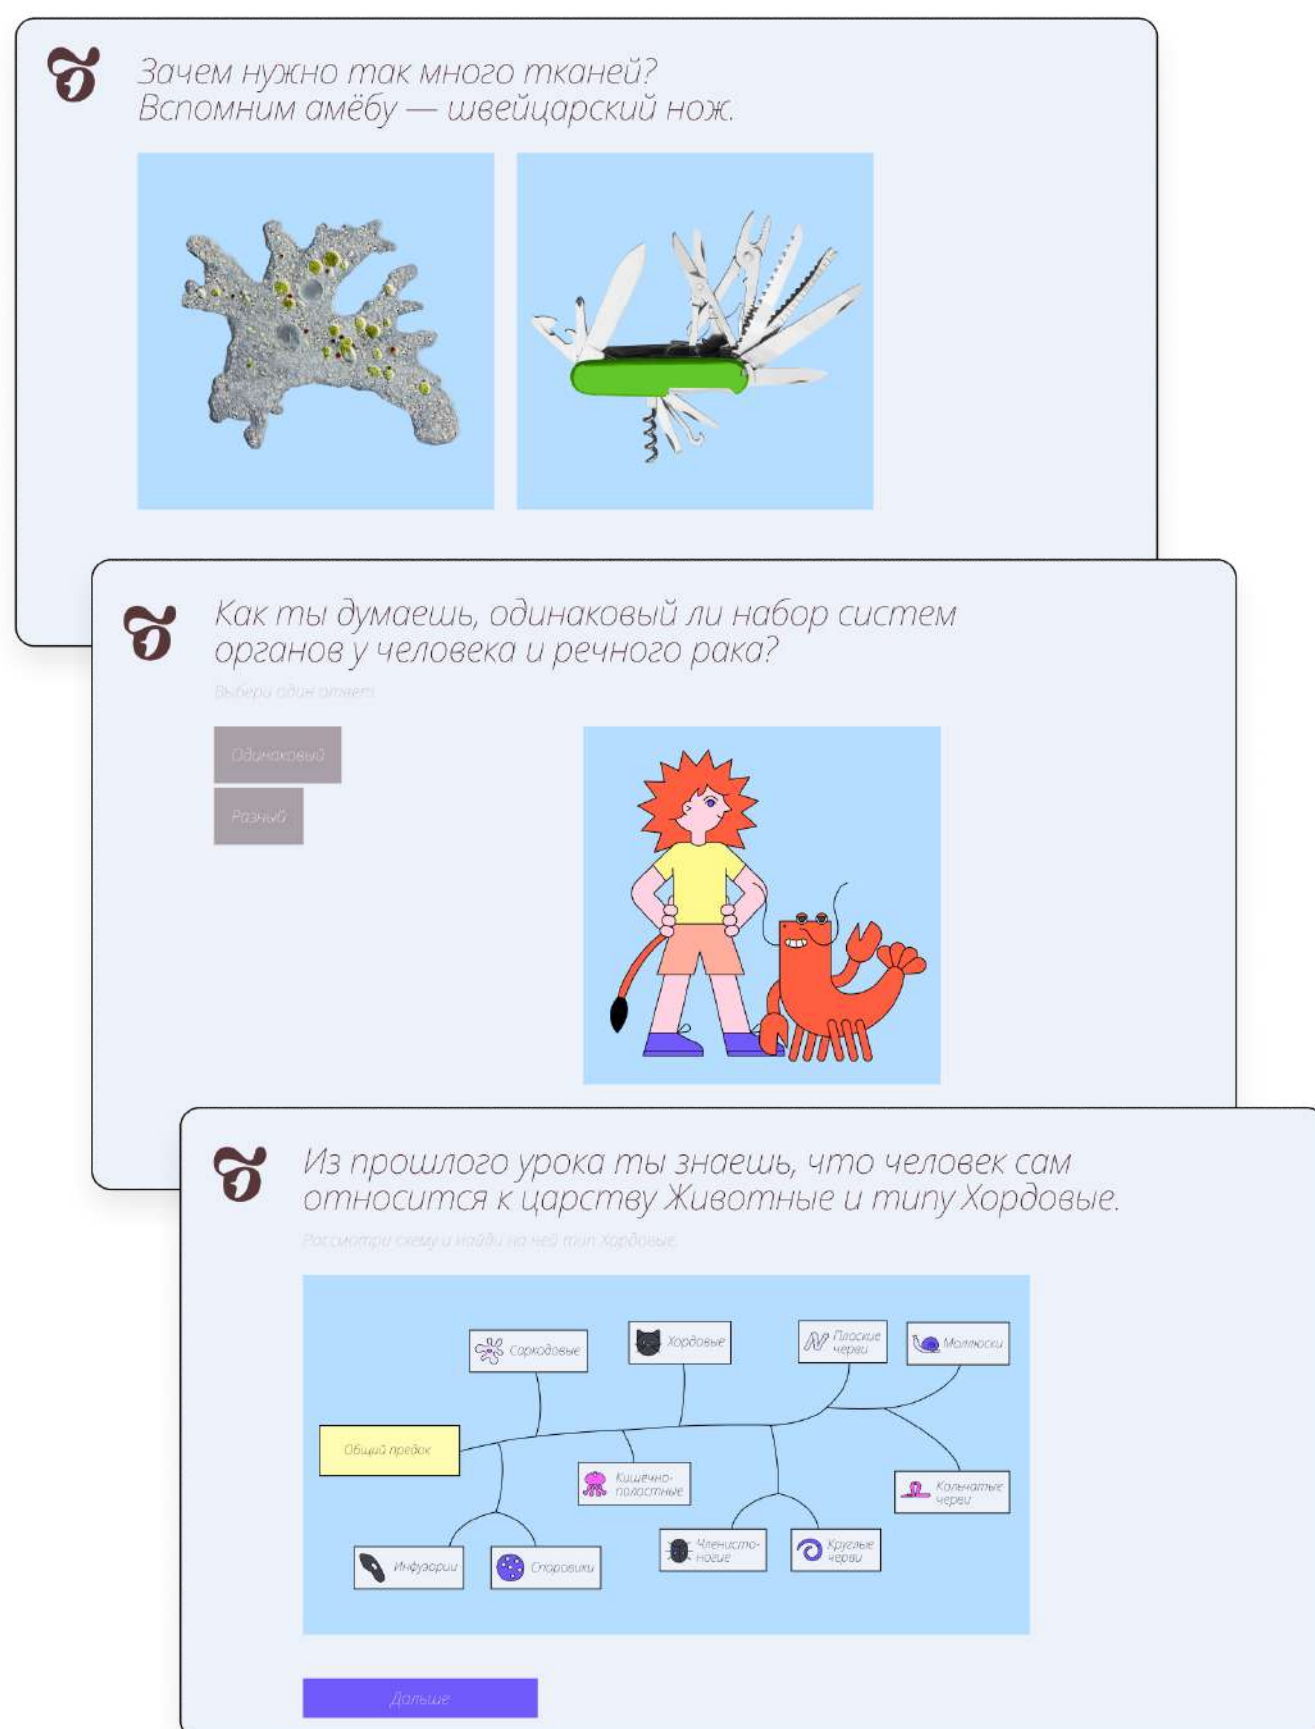 Зачем нужно так много тканей?
Вспомним амёбу — швейцарский нож.
Как ты думаешь, одинаковый ли набор систем
органов у человека и речного рака?
Выбери один ответ
Одинаковый
Разный
Из прошлого урока ты знаешь, что человек сам
относится к царству Животные и типу Хордовые.
Рассмотри схему и найди на ней тип Хордовые.
Саркодовые
Хордовые
Плоские
черви
Моллюски
Общий предок
Кишечно-
полостные
Кольчатые
черви
Инфузории
Споровики
Членисто-
ногие
Круглые
черви
Дальше